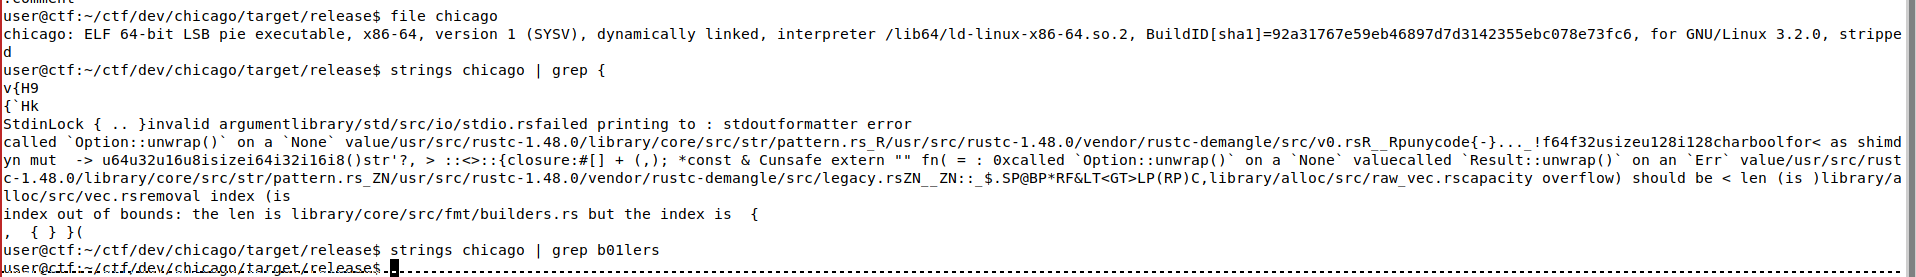 .comment
user@ctf:~/ctf/dev/chicago/target/release$ file chicago
chicago: ELF 64-bit LSB pie executable, x86-64, version 1 (SYSV), dynamically linked, interpreter /lib64/ld-linux-x86-64.so.2, BuildID[sha1]=92a31767e59eb46897d7d3142355ebc078e73fc6, for GNU/Linux 3.2.0, strippe
d
user@ctf:~/ctf/dev/chicago/target/release$ strings chicago | grep {
v{H9
{`Hk
StdinLock { .. }invalid argumentlibrary/std/src/io/stdio.rsfailed printing to : stdoutformatter error
called `Option::unwrap()` on a `None` value/usr/src/rustc-1.48.0/library/core/src/str/pattern.rs_R/usr/src/rustc-1.48.0/vendor/rustc-demangle/src/v0.rsR__Rpunycode{-}..._!f64f32usizeu128i128charboolfor< as shimd
yn mut  -> u64u32u16u8isizei64i32i16i8()str'?, > ::<>::{closure:#[] + (,); *const & Cunsafe extern "" fn( = : 0xcalled `Option::unwrap()` on a `None` valuecalled `Result::unwrap()` on an `Err` value/usr/src/rust
c-1.48.0/library/core/src/str/pattern.rs_ZN/usr/src/rustc-1.48.0/vendor/rustc-demangle/src/legacy.rsZN__ZN::_$.SP@BP*RF&LT<GT>LP(RP)C,library/alloc/src/raw_vec.rscapacity overflow) should be < len (is )library/a
lloc/src/vec.rsremoval index (is
index out of bounds: the len is library/core/src/fmt/builders.rs but the index is  {
,  { } }(
user@ctf:~/ctf/dev/chicago/target/release$ strings chicago | grep b01lers
user@ctf:~/ctf/dev/chicago/target/release$